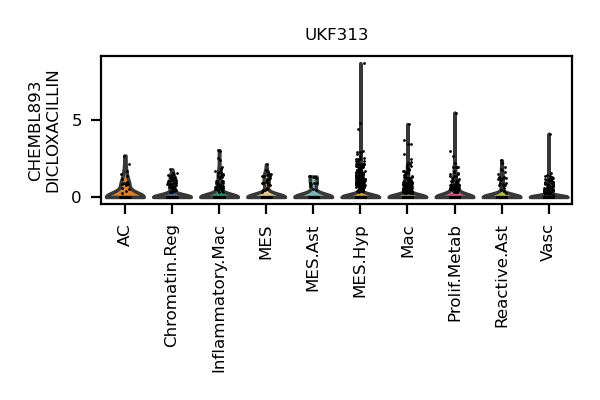 UKF313
CHEMBL893
DICLOXACILLIN
5
0
AC
Chromatin.Reg
Inflammatory.Mac
MES
MES.Ast
MES.Hyp
Mac
Prolif.Metab
Reactive.Ast
Vasc